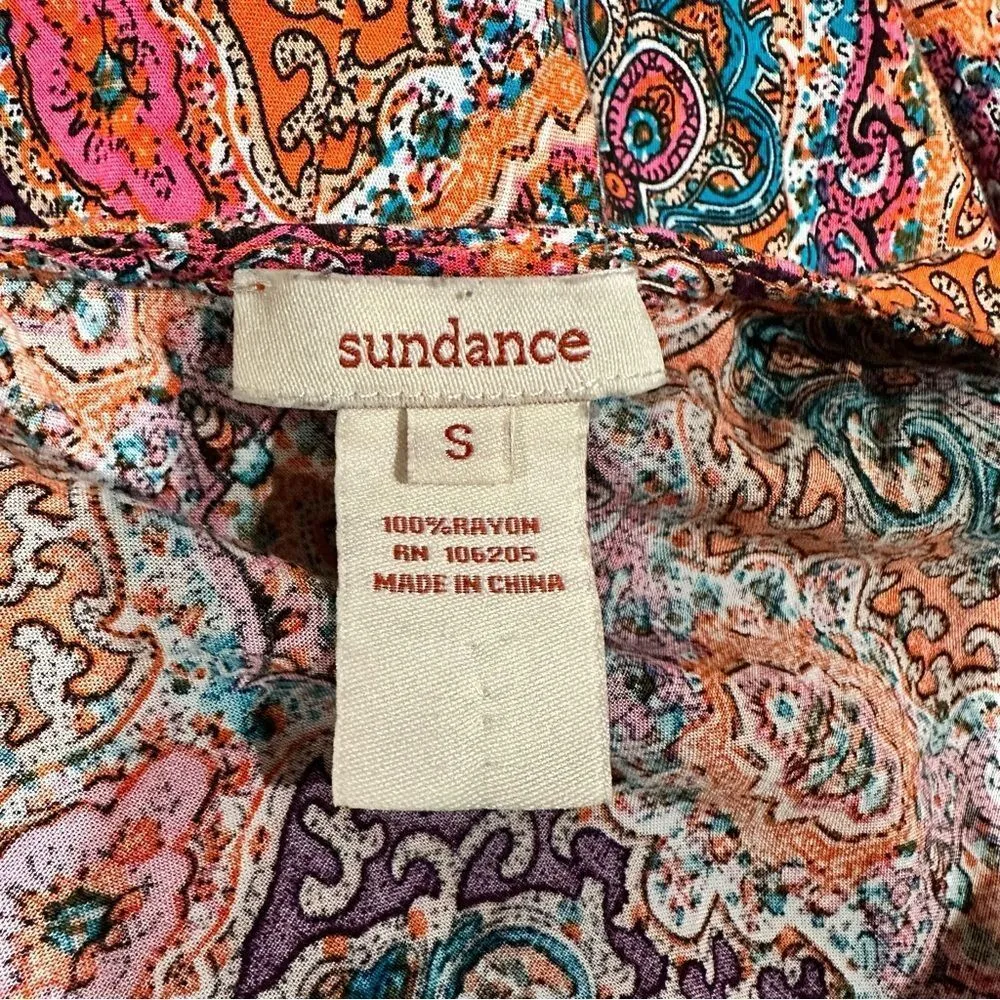 sundance
S
100%RAYON
RN 106205
MADE IN CHINA